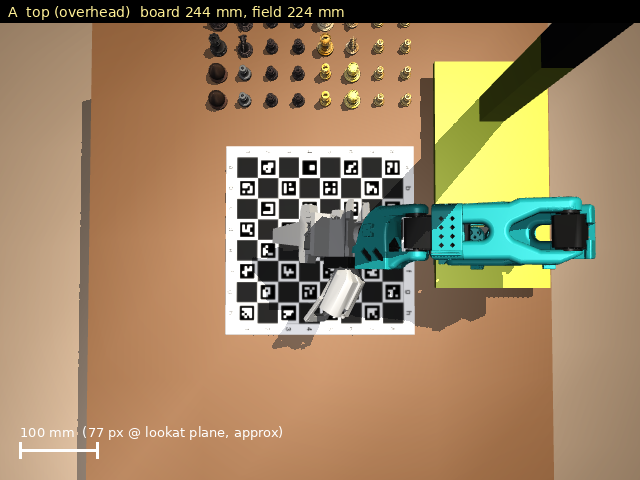 A top (overhead) board 244 mm, field 224 mm
100 mm (77 px @ lookat plane, approx)